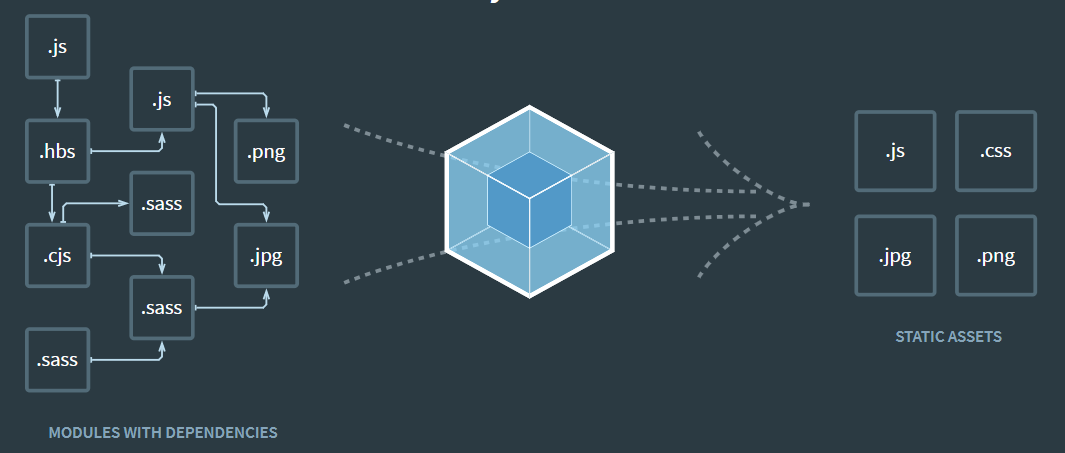 .js
.js
.hbs
.png
.sass
.cjs
.jpg
.sass
.sass
MODULES WITH DEPENDENCIES
.js
.css
.jpg
.png
STATIC ASSETS